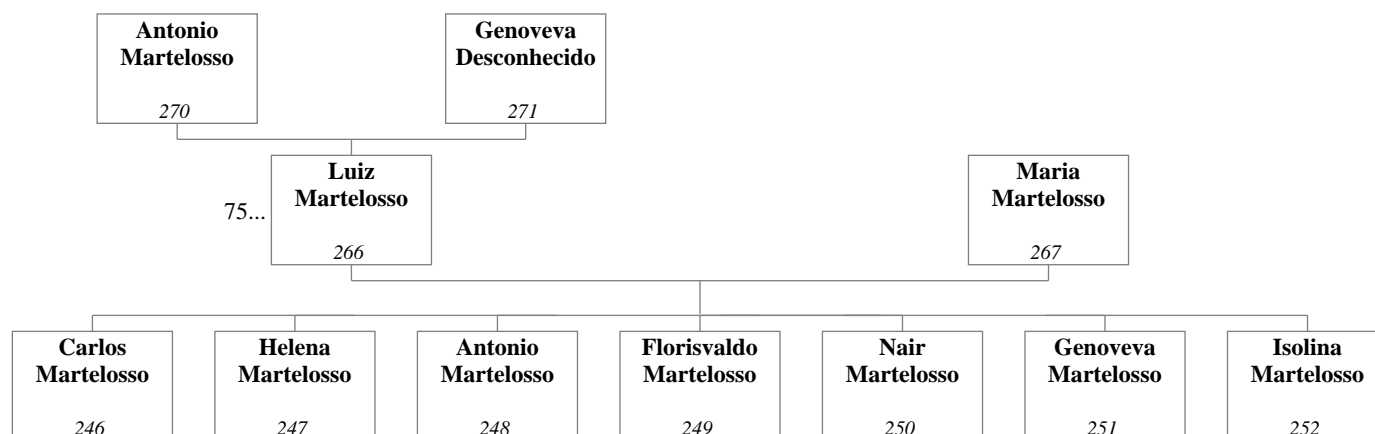 Antonio
Martelosso
270
Genoveva
Desconhecido
271
75...
Luiz
Martelosso
266
Maria
Martelosso
267
Carlos
Martelosso
246
Helena
Martelosso
247
Antonio
Martelosso
248
Florisvaldo
Martelosso
249
Nair
Martelosso
250
Genoveva
Martelosso
251
Isolina
Martelosso
252